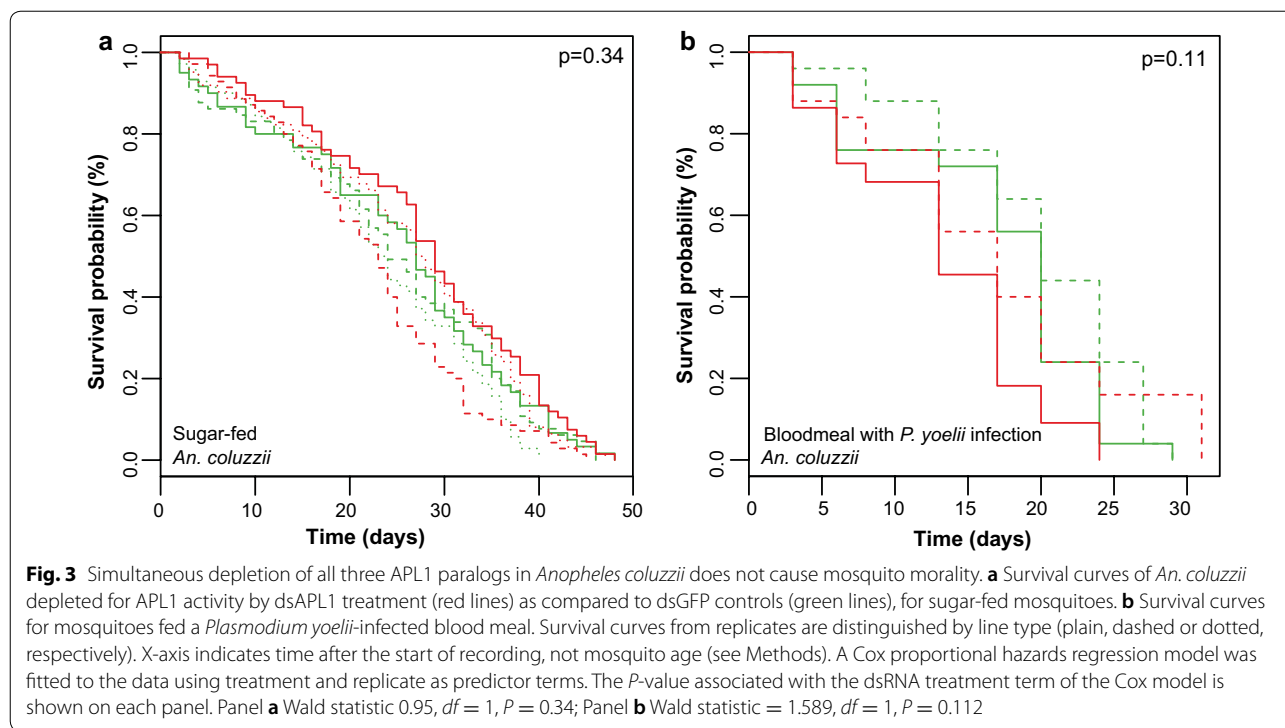 a
p=0.34
1.0
0.8
0.6
0.4
0.2
0.0
Survival probability (%)
Sugar-fed
An. coluzzii
0 10 20 30 40 50
Time (days)
b
p=0.11
1.0
0.8
0.6
0.4
0.2
0.0
Survival probability (%)
Bloodmeal with P. yoelii infection
An. coluzzii
0 5 10 15 20 25 30
Time (days)
Fig. 3 Simultaneous depletion of all three APL1 paralogs in Anopheles coluzzii does not cause mosquito morality. a Survival curves of An. coluzzii
depleted for APL1 activity by dsAPL1 treatment (red lines) as compared to dsGFP controls (green lines), for sugar-fed mosquitoes. b Survival curves
for mosquitoes fed a Plasmodium yoelii-infected blood meal. Survival curves from replicates are distinguished by line type (plain, dashed or dotted,
respectively). X-axis indicates time after the start of recording, not mosquito age (see Methods). A Cox proportional hazards regression model was
fitted to the data using treatment and replicate as predictor terms. The P-value associated with the dsRNA treatment term of the Cox model is
shown on each panel. Panel a Wald statistic 0.95, df = 1, P = 0.34; Panel b Wald statistic = 1.589, df = 1, P = 0.112